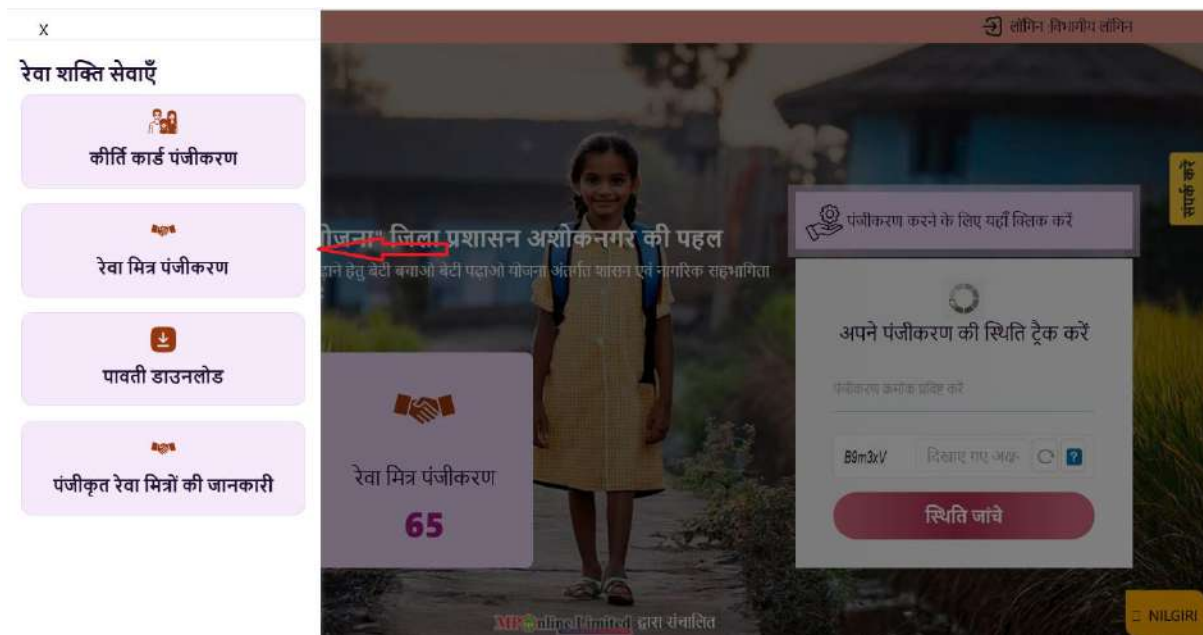 X
रेवा शक्ति सेवाएँ
कीर्ति कार्ड पंजीकरण
रेवा मित्र पंजीकरण
पावती डाउनलोड
पंजीकृत रेवा मित्रों की जानकारी
लॉगिन विभागीय लॉगिन
योजना" जिला प्रशासन अशोकनगर की पहल
हेतु बेटी बचाओ बेटी पढ़ाओ योजना अंतर्गत शासन एवं नागरिक सहभागिता
रेवा मित्र पंजीकरण
65
पंजीकरण करने के लिए यहाँ क्लिक करें
संपर्क करें
अपने पंजीकरण की स्थिति ट्रैक करें
पंजीकरण क्रमांक प्रविष्ट करें
B9m3xV
दिखाए गए अक्ष
स्थिति जांचे
MPOnline Limited द्वारा संचालित
NILGIRI